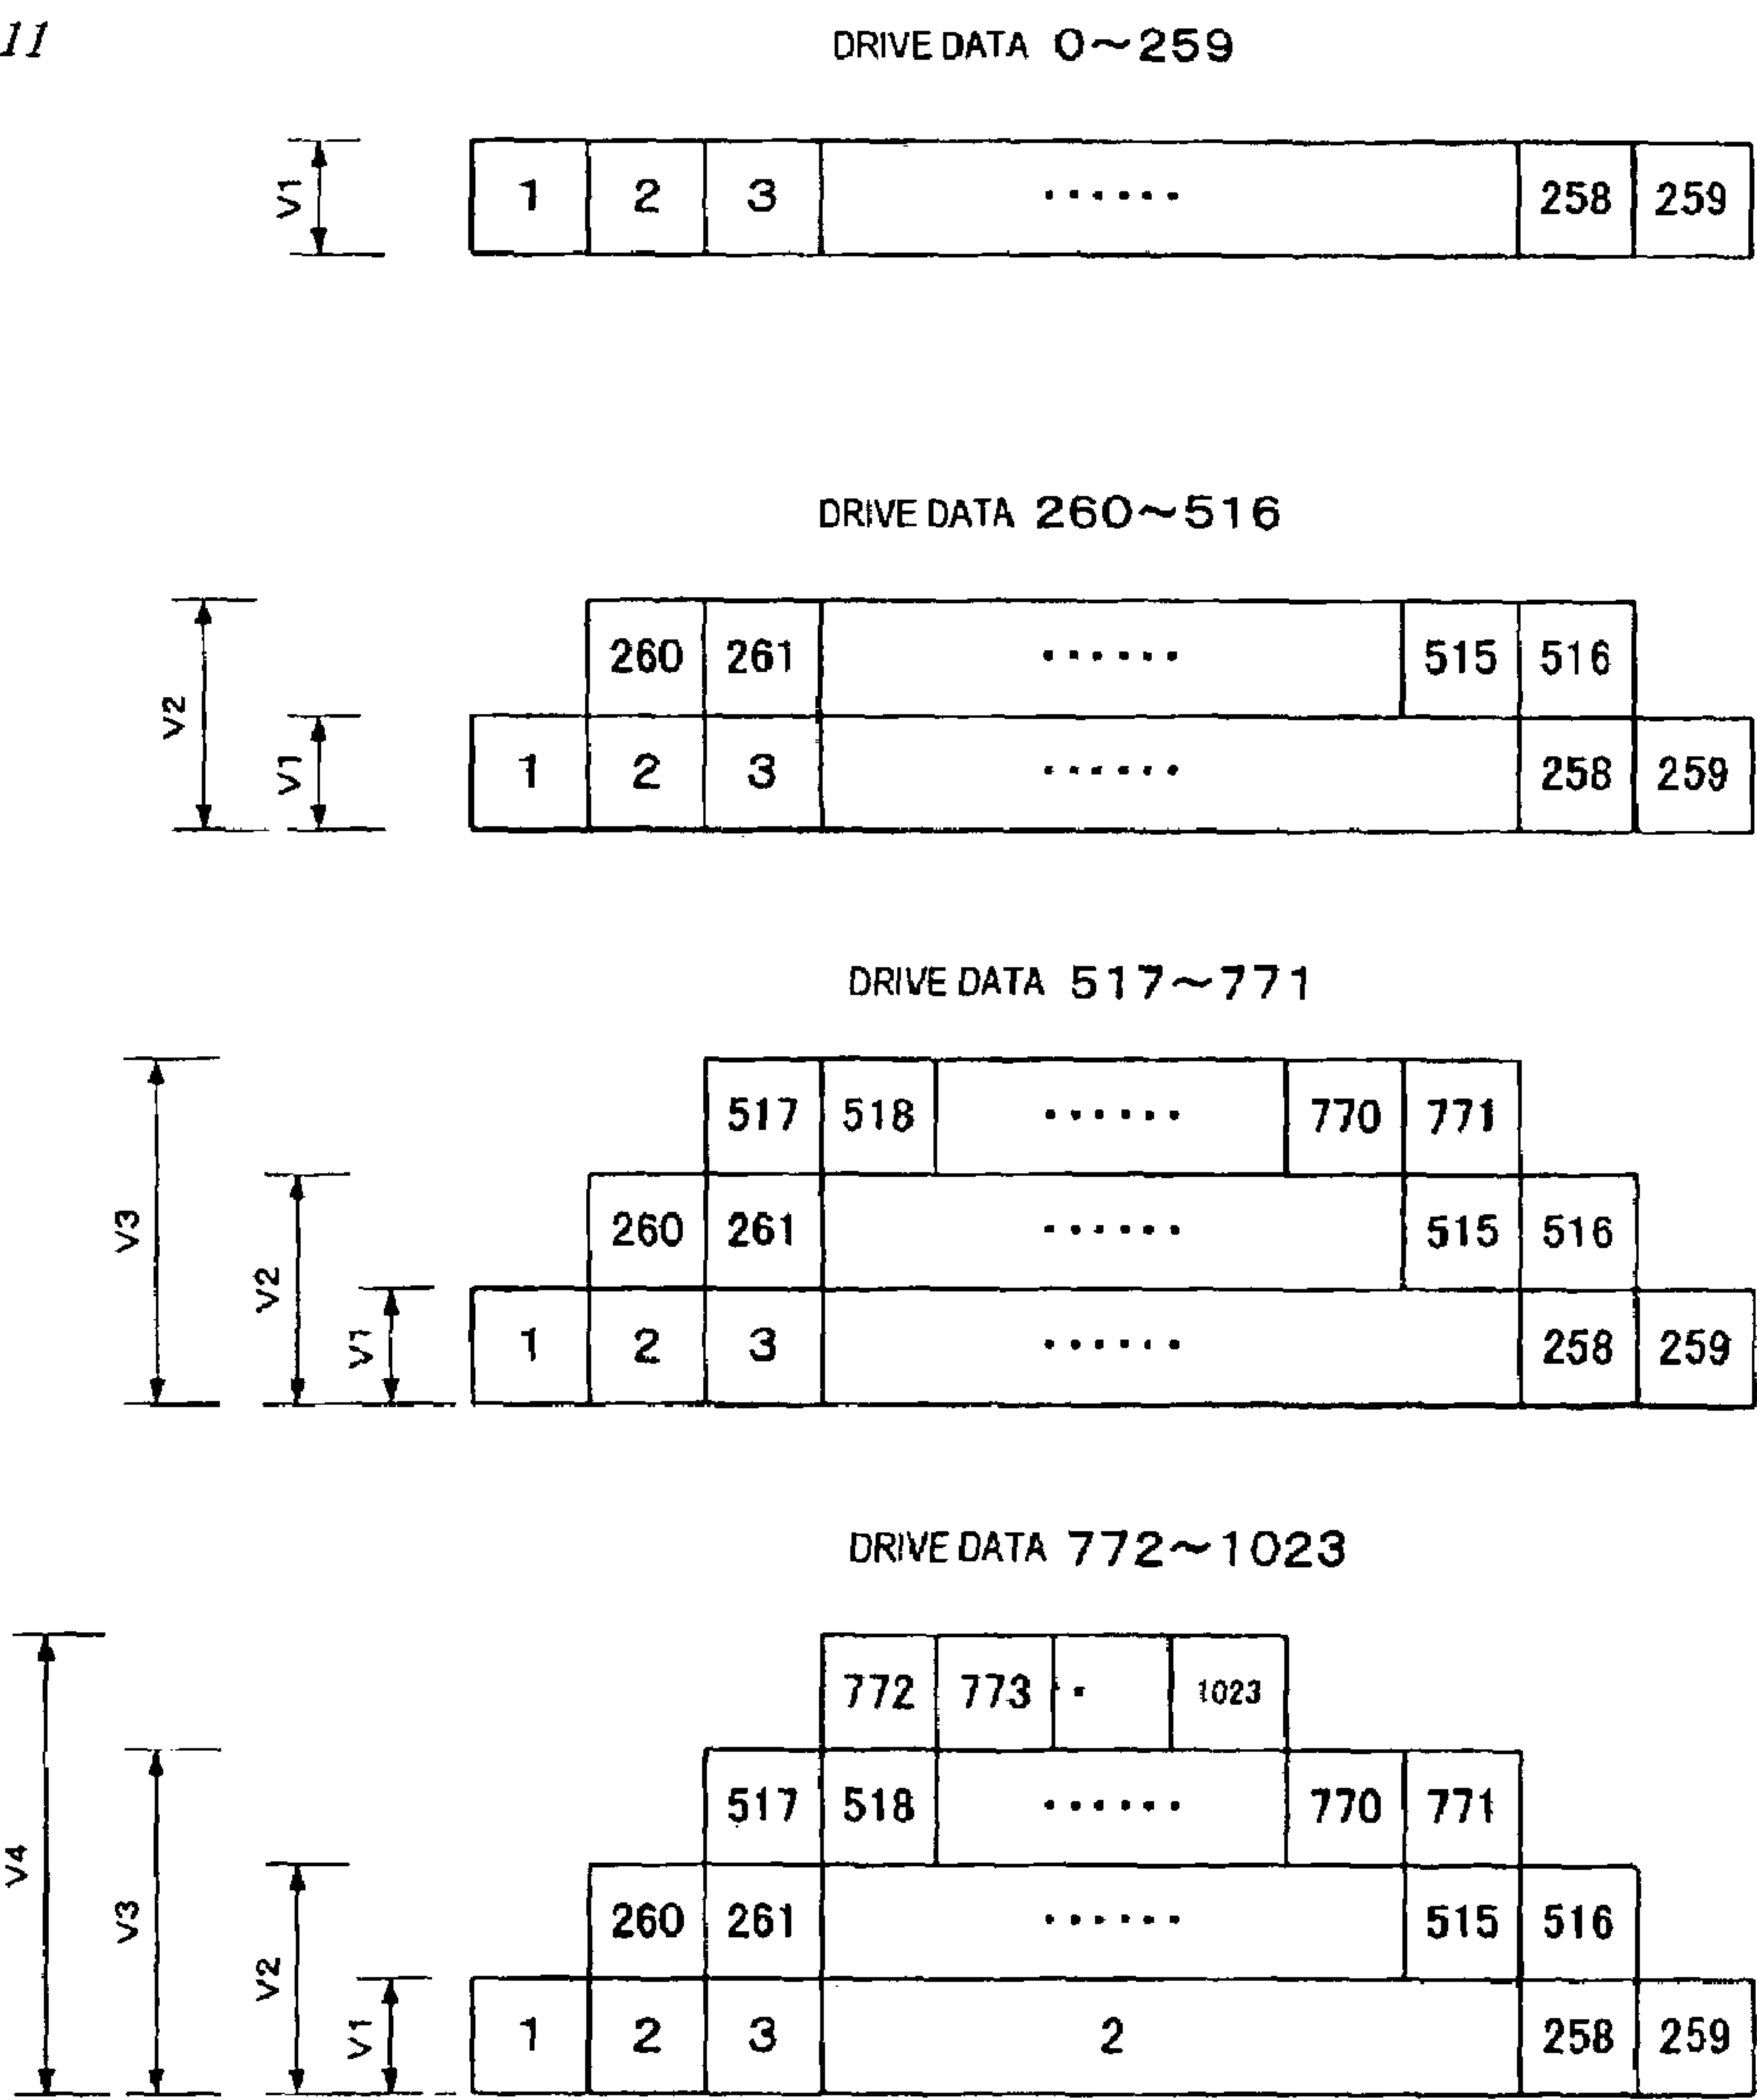 11
DRIVE DATA 0~259
V1
1 2 3 ······ 258 259
DRIVE DATA 260~516
V2
260 261 ······ 515 516
V1
1 2 3 ······ 258 259
DRIVE DATA 517~771
517 518 ······ 770 771
V3
260 261 ······ 515 516
V2
V1
1 2 3 ······ 258 259
DRIVE DATA 772~1023
772 773 · 1023
517 518 ······ 770 771
V4
V3
260 261 ······ 515 516
V2
V1
1 2 3 2 258 259